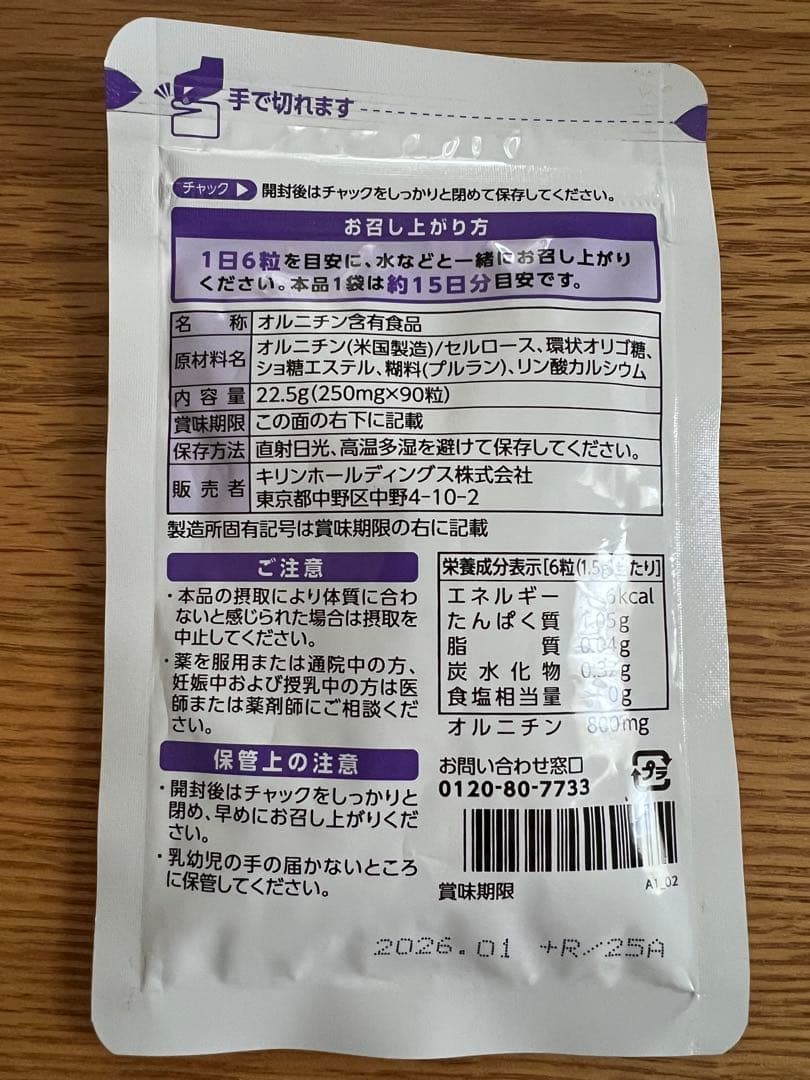 手で切れます
チャック 開封後はチャックをしっかりと閉めて保存してください。
お召し上がり方
1日6粒を目安に、水などと一緒にお召し上がり
ください。本品1袋は約15日分目安です。
名称 オルニチン含有食品
原材料名 オルニチン(米国製造)/セルロース、環状オリゴ糖、
ショ糖エステル、糊料(プルラン)、リン酸カルシウム
内容量 22.5g(250mg×90粒)
賞味期限 この面の右下に記載
保存方法 直射日光、高温多湿を避けて保存してください。
販売者 キリンホールディングス株式会社
東京都中野区中野4-10-2
製造所固有記号は賞味期限の右に記載
ご注意
・本品の摂取により体質に合わ
ないと感じられた場合は摂取を
中止してください。
・薬を服用または通院中の方、
妊娠中および授乳中の方は医
師または薬剤師にご相談くだ
さい。
保管上の注意
・開封後はチャックをしっかりと
閉め、早めにお召し上がりくだ
さい。
・乳幼児の手の届かないところ
に保管してください。
栄養成分表示[6粒(1.5g)当たり]
エネルギー
たんぱく質 1.05g
脂質 0.04g
炭水化物 0.37g
食塩相当量 0g
オルニチン 800mg
お問い合わせ窓口
0120-80-7733
プラ
A1_02
賞味期限
2026.01 +R/25A